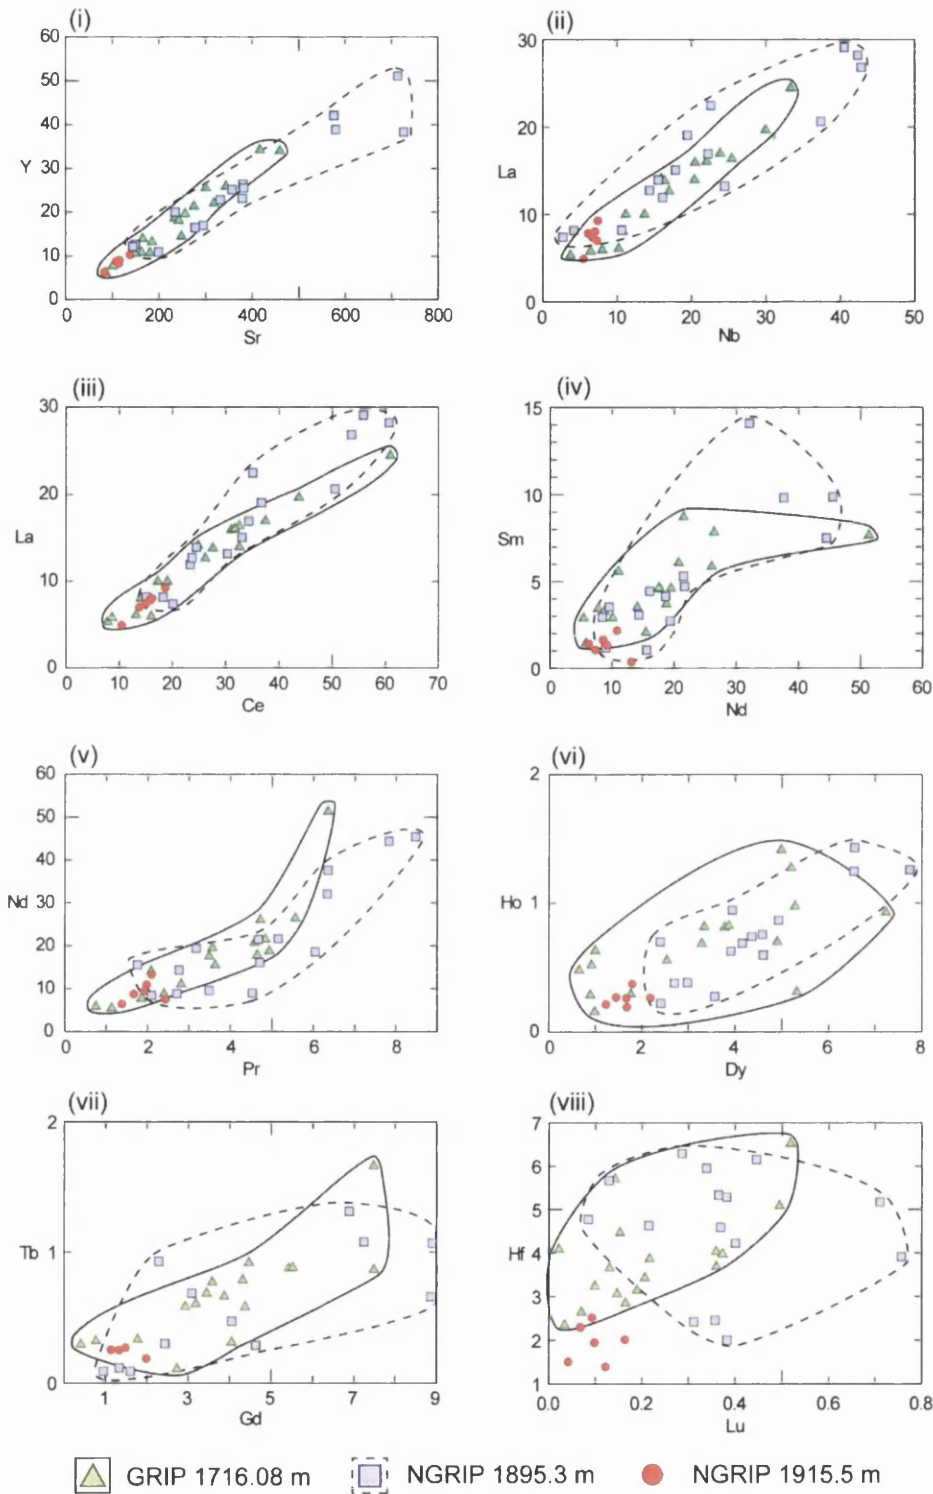 (i)
60
50
40
Y 30
20
10
0
0 200 400 600 800
Sr
(ii)
30
20
La
10
0
0 10 20 30 40 50
Nb
(iii)
30
20
La
10
0
0 10 20 30 40 50 60 70
Ce
(iv)
15
10
Sm
5
0
0 10 20 30 40 50 60
Nd
(v)
60
50
40
Nd 30
20
10
0
0 2 4 6 8
Pr
(vi)
2
Ho 1
0
0 2 4 6 8
Dy
(vii)
2
Tb 1
0
1 3 5 7 9
Gd
(viii)
7
6
5
Hf 4
3
2
1
0.0 0.2 0.4 0.6 0.8
Lu
GRIP 1716.08 m NGRIP 1895.3 m NGRIP 1915.5 m